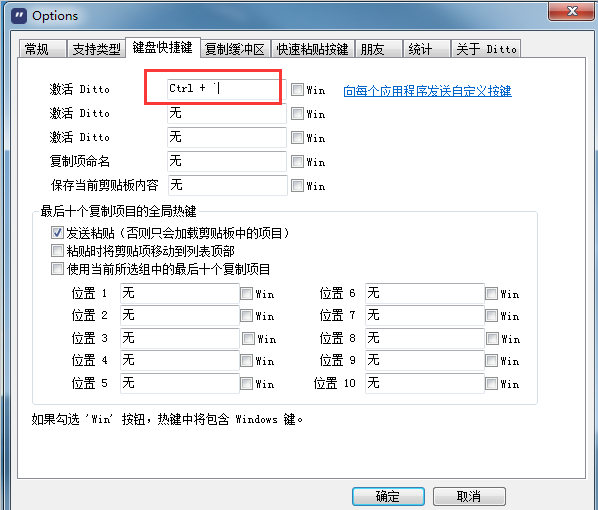 Options
常规 支持类型 键盘快捷键 复制缓冲区 快速粘贴按键 朋友 统计 关于 Ditto
激活 Ditto Ctrl + ` Win 向每个应用程序发送自定义按键
激活 Ditto 无 Win
激活 Ditto 无 Win
复制项命名 无 Win
保存当前剪贴板内容 无 Win
最后十个复制项目的全局热键
发送粘贴（否则只会加载剪贴板中的项目）
粘贴时将剪贴项移动到列表顶部
使用当前所选组中的最后十个复制项目
位置 1 无 Win 位置 6 无 Win
位置 2 无 Win 位置 7 无 Win
位置 3 无 Win 位置 8 无 Win
位置 4 无 Win 位置 9 无 Win
位置 5 无 Win 位置 10 无 Win
如果勾选 'Win' 按钮，热键中将包含 Windows 键。
确定 取消